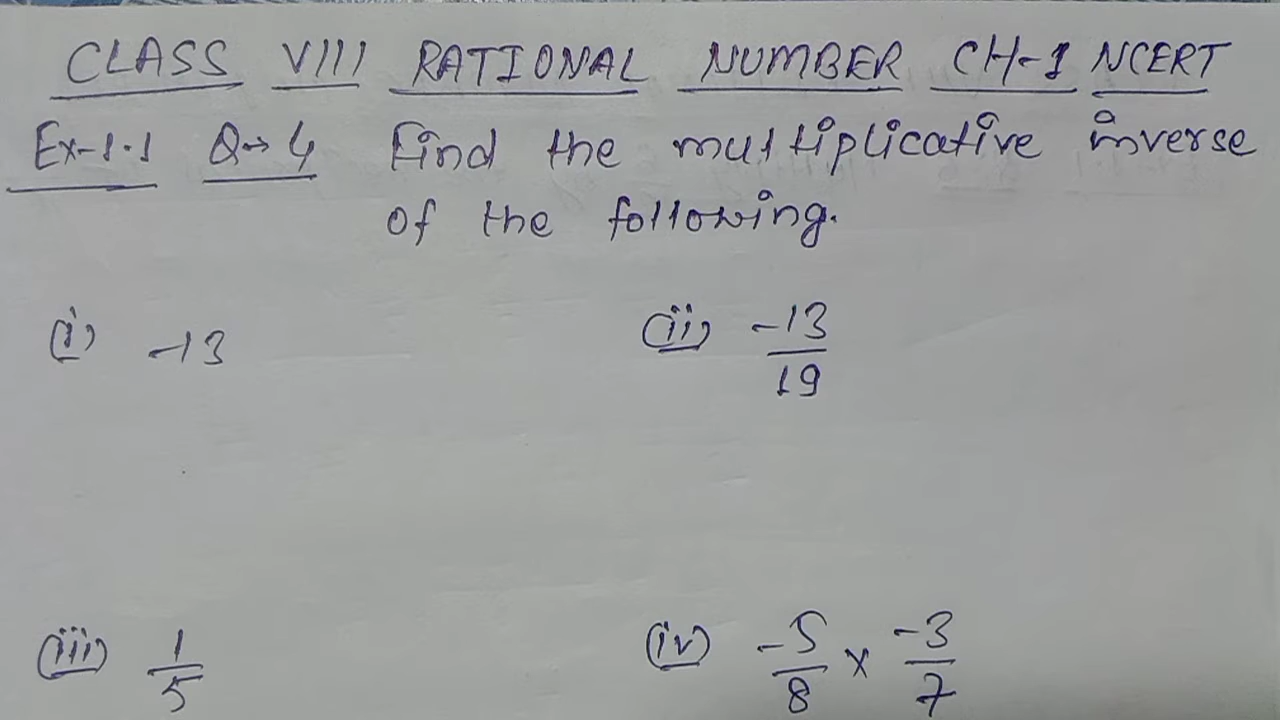 CLASS VIII RATIONAL NUMBER CH-1 NCERT
Ex-1.1 Q→4 Find the multiplicative inverse
of the following.
(i) -13 (ii) -13/19
(iii) 1/5 (iv) -5/8 × -3/7